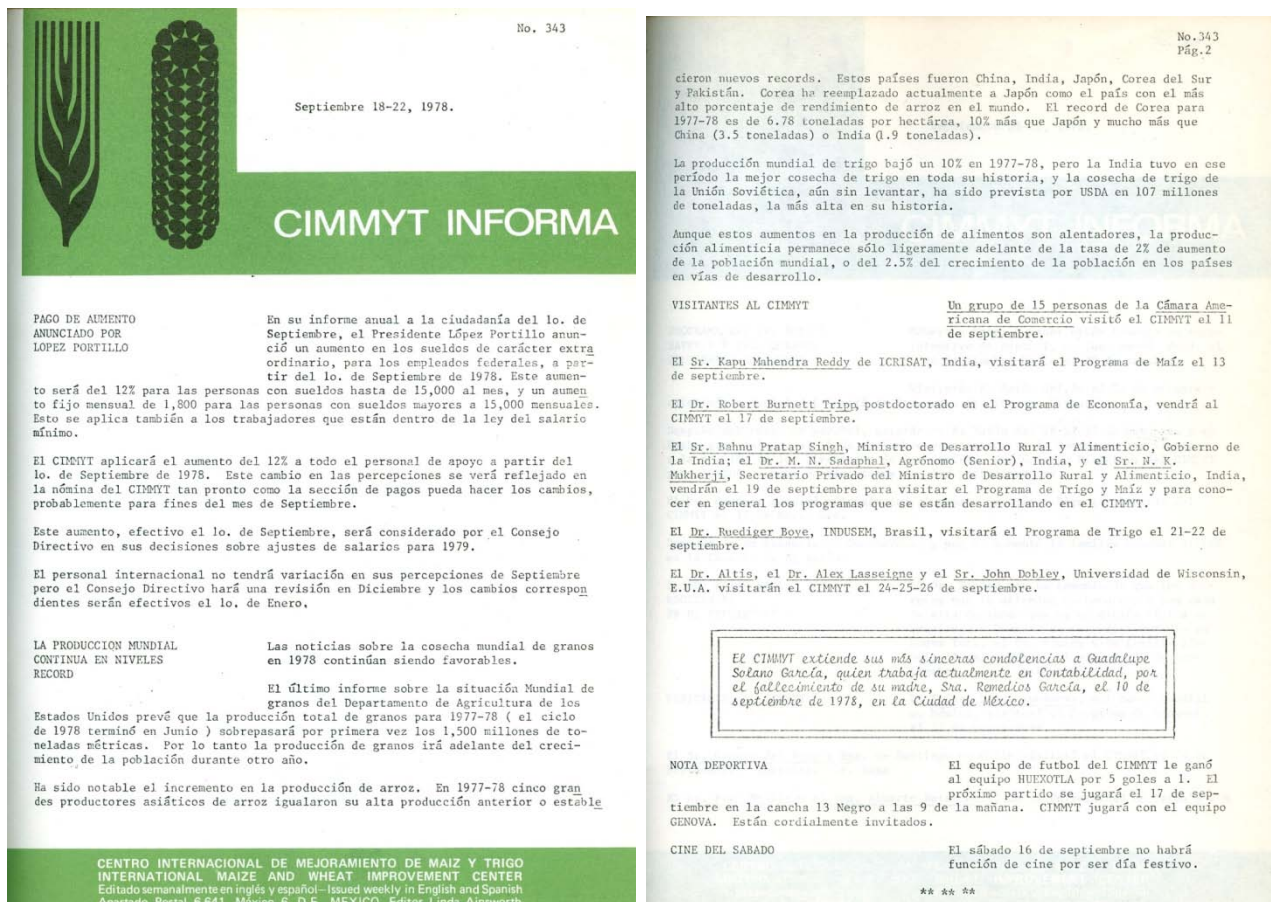 No. 343
Septiembre 18-22, 1978.
CIMMYT INFORMA
PAGO DE AUMENTO
ANUNCIADO POR
LOPEZ PORTILLO
En su informe anual a la ciudadanía del 1o. de
Septiembre, el Presidente López Portillo anun-
ció un aumento en los sueldos de carácter extra
ordinario, para los empleados federales, a par-
tir del 1o. de Septiembre de 1978. Este aumen-
to será del 12% para las personas con sueldos hasta de 15,000 al mes, y un aumen
to fijo mensual de 1,800 para las personas con sueldos mayores a 15,000 mensuales.
Esto se aplica también a los trabajadores que están dentro de la ley del salario
mínimo.
El CIMMYT aplicará el aumento del 12% a todo el personal de apoyo a partir del
1o. de Septiembre de 1978. Este cambio en las percepciones se verá reflejado en
la nómina del CIMMYT tan pronto como la sección de pagos pueda hacer los cambios,
probablemente para fines del mes de Septiembre.
Este aumento, efectivo el 1o. de Septiembre, será considerado por el Consejo
Directivo en sus decisiones sobre ajustes de salarios para 1979.
El personal internacional no tendrá variación en sus percepciones de Septiembre
pero el Consejo Directivo hará una revisión en Diciembre y los cambios correspon
dientes serán efectivos el 1o. de Enero.
LA PRODUCCION MUNDIAL
CONTINUA EN NIVELES
RECORD
Las noticias sobre la cosecha mundial de granos
en 1978 continúan siendo favorables.
El último informe sobre la situación Mundial de
granos del Departamento de Agricultura de los
Estados Unidos prevé que la producción total de granos para 1977-78 ( el ciclo
de 1978 terminó en Junio ) sobrepasará por primera vez los 1,500 millones de to-
neladas métricas. Por lo tanto la producción de granos irá adelante del creci-
miento de la población durante otro año.
Ha sido notable el incremento en la producción de arroz. En 1977-78 cinco gran
des productores asiáticos de arroz igualaron su alta producción anterior o estable
CENTRO INTERNACIONAL DE MEJORAMIENTO DE MAIZ Y TRIGO
INTERNATIONAL MAIZE AND WHEAT IMPROVEMENT CENTER
Editado semanalmente en inglés y español–Issued weekly in English and Spanish
Apartado Postal 6-641, México 6, D.F., MEXICO. Editor Linda Ainsworth
No.343
Pág.2
cieron nuevos records. Estos países fueron China, India, Japón, Corea del Sur
y Pakistán. Corea ha reemplazado actualmente a Japón como el país con el más
alto porcentaje de rendimiento de arroz en el mundo. El record de Corea para
1977-78 es de 6.78 toneladas por hectárea, 10% más que Japón y mucho más que
China (3.5 toneladas) o India (1.9 toneladas).
La producción mundial de trigo bajó un 10% en 1977-78, pero la India tuvo en ese
período la mejor cosecha de trigo en toda su historia, y la cosecha de trigo de
la Unión Soviética, aún sin levantar, ha sido prevista por USDA en 107 millones
de toneladas, la más alta en su historia.
Aunque estos aumentos en la producción de alimentos son alentadores, la produc-
ción alimenticia permanece sólo ligeramente adelante de la tasa de 2% de aumento
de la población mundial, o del 2.5% del crecimiento de la población en los países
en vías de desarrollo.
VISITANTES AL CIMMYT
Un grupo de 15 personas de la Cámara Ame-
ricana de Comercio visitó el CIMMYT el 11
de septiembre.
El Sr. Kapu Mahendra Reddy de ICRISAT, India, visitará el Programa de Maíz el 13
de septiembre.
El Dr. Robert Burnett Tripp, postdoctorado en el Programa de Economía, vendrá al
CIMMYT el 17 de septiembre.
El Sr. Bahnu Pratap Singh, Ministro de Desarrollo Rural y Alimenticio, Gobierno de
la India; el Dr. M. N. Sadaphal, Agrónomo (Senior), India, y el Sr. N. K.
Mukherji, Secretario Privado del Ministro de Desarrollo Rural y Alimenticio, India,
vendrán el 19 de septiembre para visitar el Programa de Trigo y Maíz y para cono-
cer en general los programas que se están desarrollando en el CIMMYT.
El Dr. Ruediger Boye, INDUSEM, Brasil, visitará el Programa de Trigo el 21-22 de
septiembre.
El Dr. Altis, el Dr. Alex Lasseigne y el Sr. John Dobley, Universidad de Wisconsin,
E.U.A. visitarán el CIMMYT el 24-25-26 de septiembre.
El CIMMYT extiende sus más sinceras condolencias a Guadalupe
Solano García, quien trabaja actualmente en Contabilidad, por
el fallecimiento de su madre, Sra. Remedios García, el 10 de
septiembre de 1978, en la Ciudad de México.
NOTA DEPORTIVA
El equipo de futbol del CIMMYT le ganó
al equipo HUEXOTLA por 5 goles a 1. El
próximo partido se jugará el 17 de sep-
tiembre en la cancha 13 Negro a las 9 de la mañana. CIMMYT jugará con el equipo
GENOVA. Están cordialmente invitados.
CINE DEL SABADO
El sábado 16 de septiembre no habrá
función de cine por ser día festivo.
** ** **